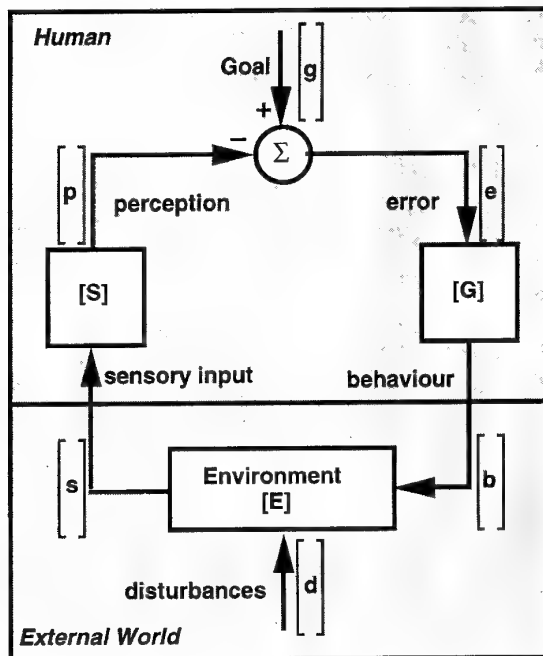 Human
Goal
[g]
+
−
Σ
[p]
perception
error
[e]
[S]
[G]
sensory input
behaviour
[s]
Environment
[E]
[b]
disturbances
[d]
External World